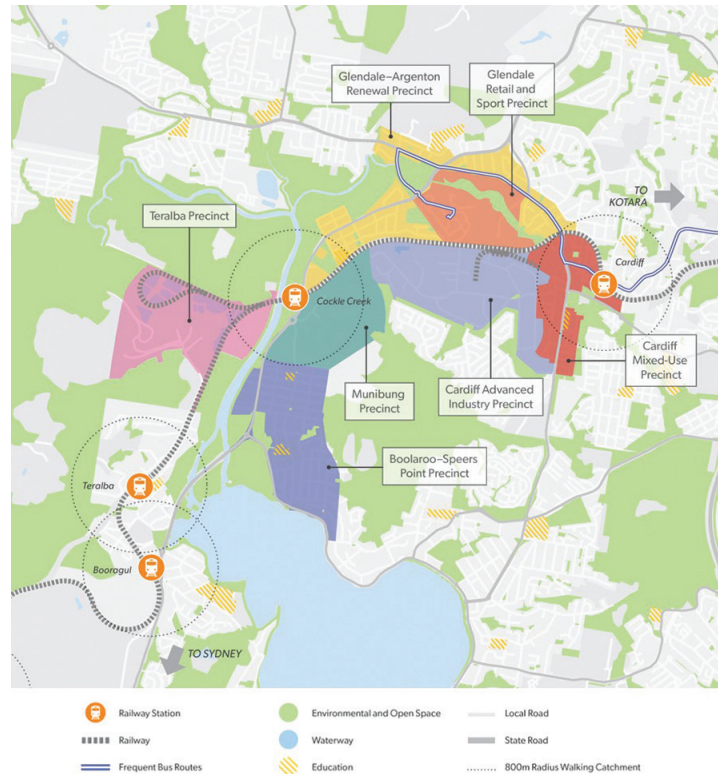 Glendale–Argenton
Renewal Precinct
Glendale
Retail and
Sport Precinct
TO
KOTARA
Teralba Precinct
Cardiff
Cockle Creek
Munibung
Precinct
Cardiff Advanced
Industry Precinct
Cardiff
Mixed-Use
Precinct
Boolaroo–Speers
Point Precinct
Teralba
Booragul
TO SYDNEY
Railway Station
Environmental and Open Space
Local Road
Railway
Waterway
State Road
Frequent Bus Routes
Education
800m Radius Walking Catchment